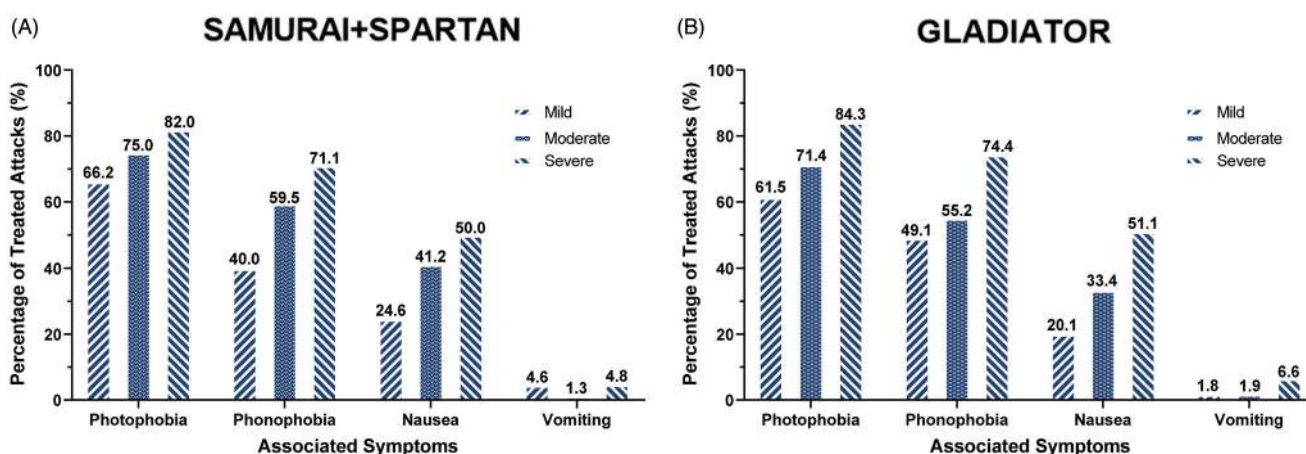 (A) SAMURAI+SPARTAN
Percentage of Treated Attacks (%)
100
80
60
40
20
0
Mild
Moderate
Severe
66.2 75.0 82.0
40.0 59.5 71.1
24.6 41.2 50.0
4.6 1.3 4.8
Photophobia Phonophobia Nausea Vomiting
Associated Symptoms
(B) GLADIATOR
Percentage of Treated Attacks (%)
100
80
60
40
20
0
Mild
Moderate
Severe
61.5 71.4 84.3
49.1 55.2 74.4
20.1 33.4 51.1
1.8 1.9 6.6
Photophobia Phonophobia Nausea Vomiting
Associated Symptoms